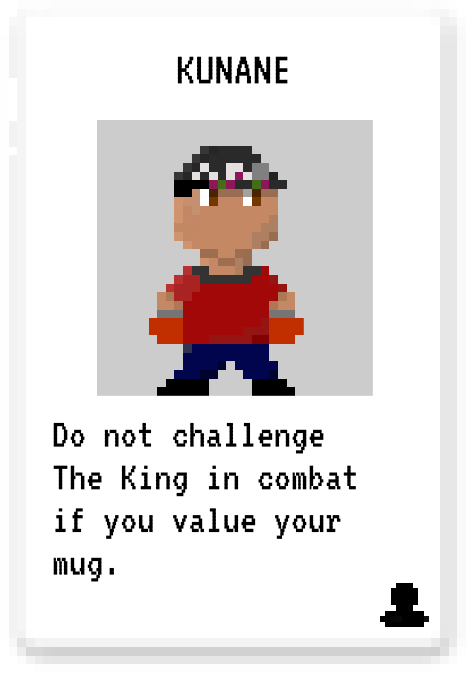 KUNANE
Do not challenge
The King in combat
if you value your
mug.